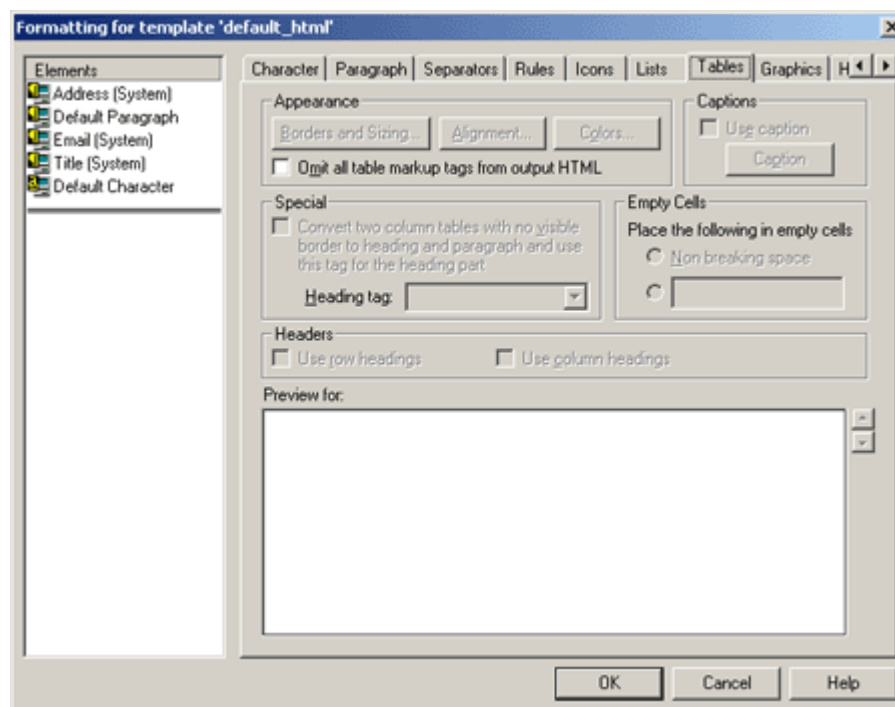 Formatting for template 'default_html'
Elements
Address (System)
Default Paragraph
Email (System)
Title (System)
Default Character
Character Paragraph Separators Rules Icons Lists Tables Graphics H
Appearance
Borders and Sizing... Alignment... Colors...
Omit all table markup tags from output HTML
Captions
Use caption
Caption
Special
Convert two column tables with no visible
border to heading and paragraph and use
this tag for the heading part
Heading tag:
Empty Cells
Place the following in empty cells
Non breaking space
Headers
Use row headings Use column headings
Preview for:
OK Cancel Help